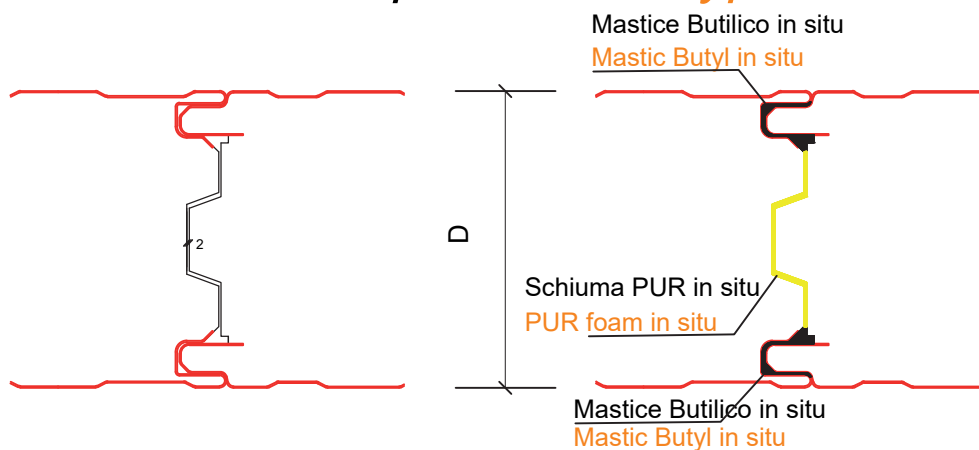 Mastice Butilico in situ
Mastic Butyl in situ
D
2
Schiuma PUR in situ
PUR foam in situ
Mastice Butilico in situ
Mastic Butyl in situ